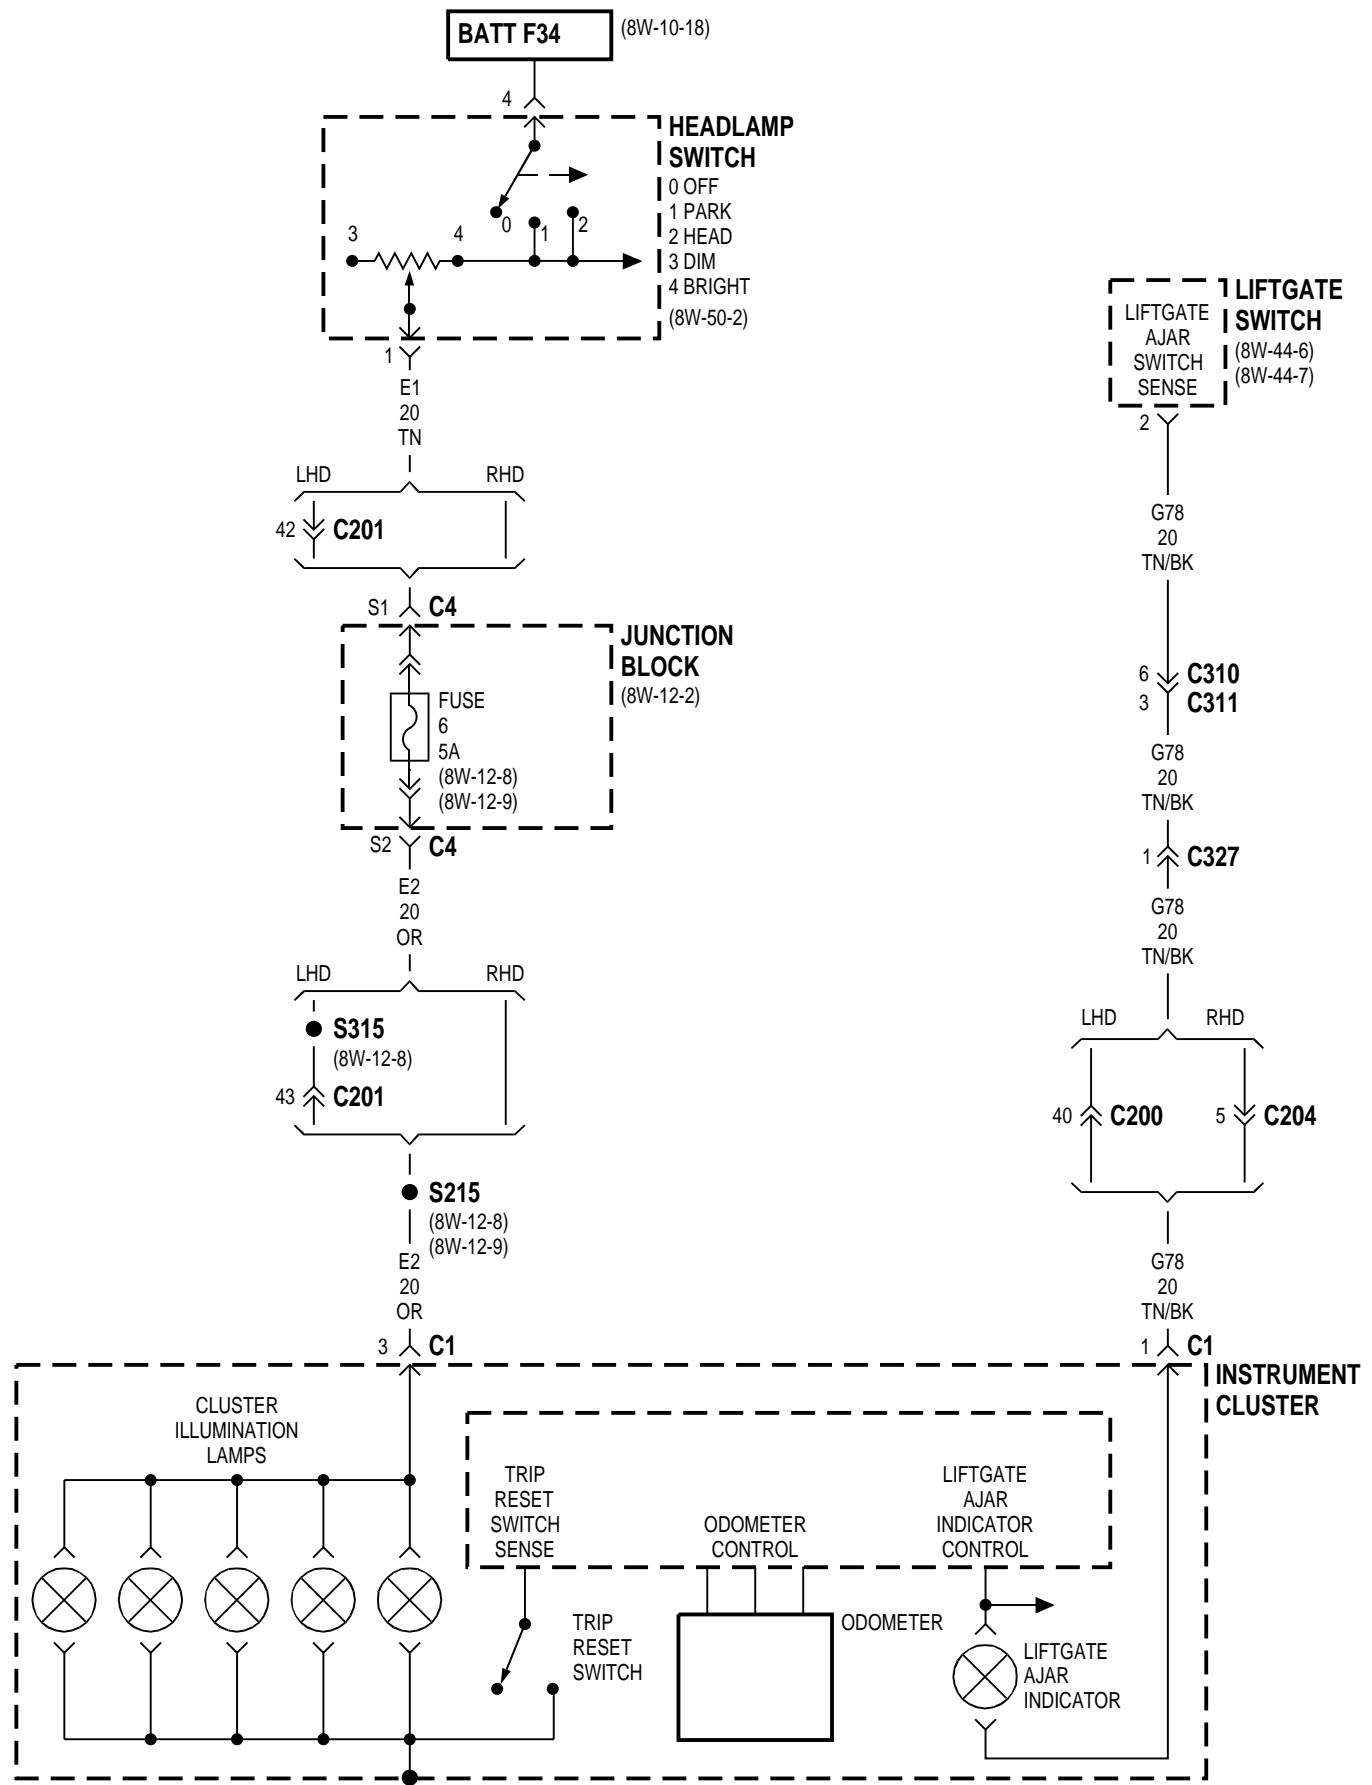 BATT F34
(8W-10-18)
4
HEADLAMP
SWITCH
0 OFF
1 PARK
2 HEAD
3 DIM
4 BRIGHT
(8W-50-2)
0
1
2
3
4
1
E1
20
TN
LHD
RHD
42
C201
S1
C4
JUNCTION
BLOCK
(8W-12-2)
FUSE
6
5A
(8W-12-8)
(8W-12-9)
S2
C4
E2
20
OR
LHD
RHD
S315
(8W-12-8)
43
C201
S215
(8W-12-8)
(8W-12-9)
E2
20
OR
3
C1
LIFTGATE
AJAR
SWITCH
SENSE
LIFTGATE
SWITCH
(8W-44-6)
(8W-44-7)
2
G78
20
TN/BK
6
C310
3
C311
G78
20
TN/BK
1
C327
G78
20
TN/BK
LHD
RHD
40
C200
5
C204
G78
20
TN/BK
1
C1
INSTRUMENT
CLUSTER
CLUSTER
ILLUMINATION
LAMPS
TRIP
RESET
SWITCH
SENSE
ODOMETER
CONTROL
LIFTGATE
AJAR
INDICATOR
CONTROL
TRIP
RESET
SWITCH
ODOMETER
LIFTGATE
AJAR
INDICATOR